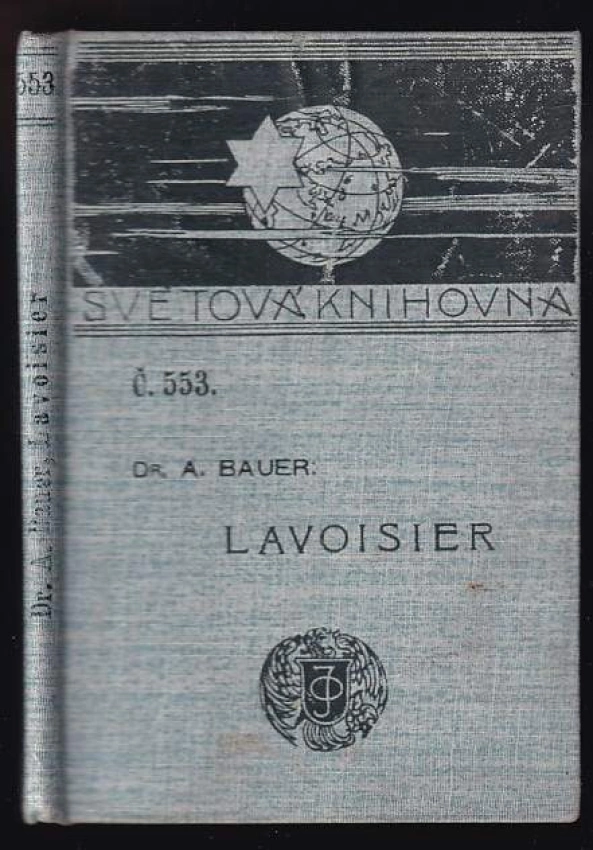 553
SVĚTOVÁ KNIHOVNA
Č. 553.
DR. A. BAUER:
LAVOISIER
Dr. A. Bauer, Lavoisier